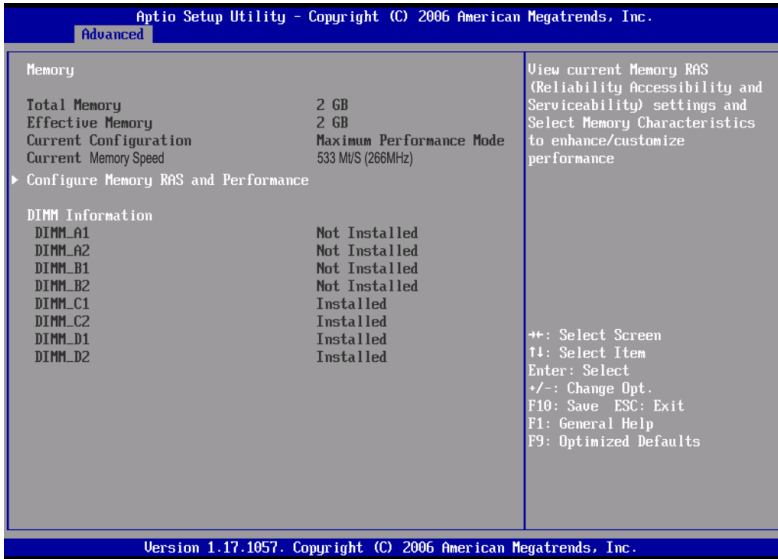 Aptio Setup Utility - Copyright (C) 2006 American Megatrends, Inc.
Advanced
Memory
Total Memory 2 GB
Effective Memory 2 GB
Current Configuration Maximum Performance Mode
Current Memory Speed 533 Mt/S (266MHz)
▶ Configure Memory RAS and Performance
DIMM Information
DIMM_A1 Not Installed
DIMM_A2 Not Installed
DIMM_B1 Not Installed
DIMM_B2 Not Installed
DIMM_C1 Installed
DIMM_C2 Installed
DIMM_D1 Installed
DIMM_D2 Installed
View current Memory RAS
(Reliability Accessibility and
Serviceability) settings and
Select Memory Characteristics
to enhance/customize
performance
→←: Select Screen
↑↓: Select Item
Enter: Select
+/-: Change Opt.
F10: Save ESC: Exit
F1: General Help
F9: Optimized Defaults
Version 1.17.1057. Copyright (C) 2006 American Megatrends, Inc.